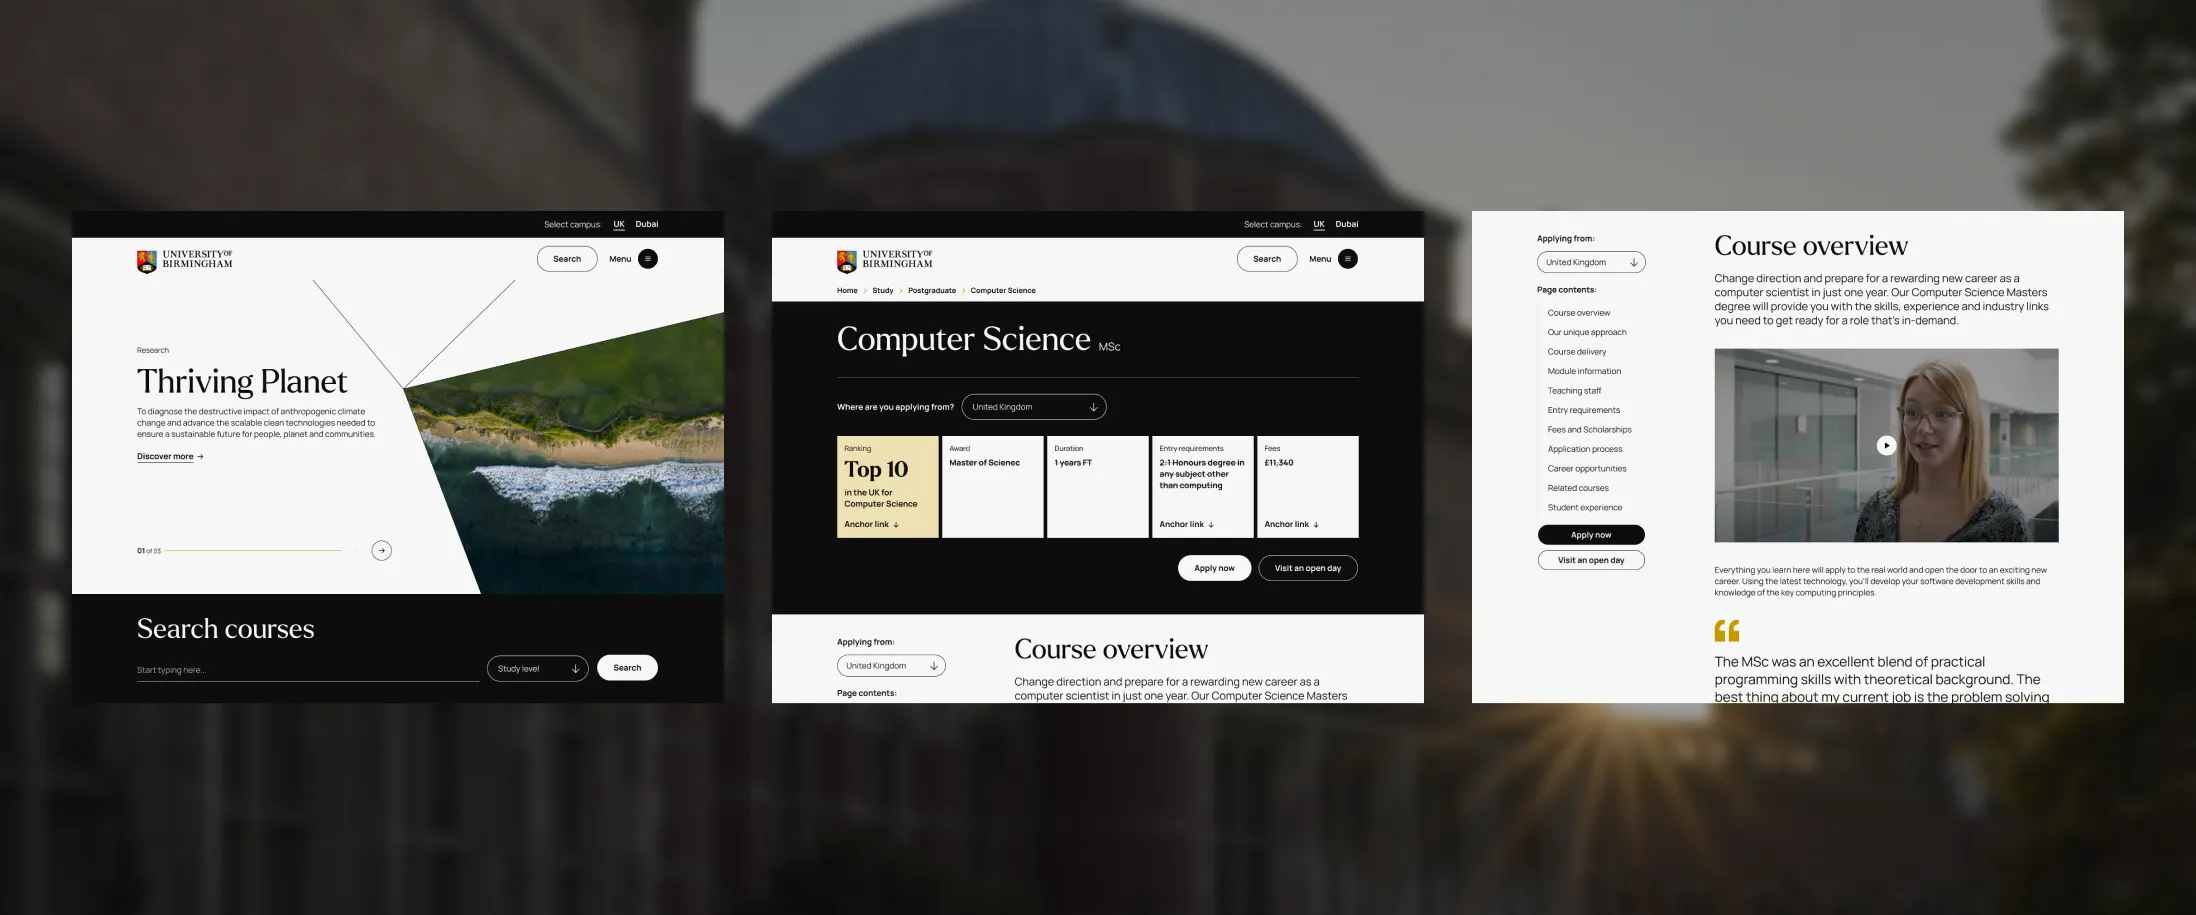 Select campus: UK Dubai
UNIVERSITYOF
BIRMINGHAM
Search
Menu
Research
Thriving Planet
To diagnose the destructive impact of anthropogenic climate
change and advance the scalable clean technologies needed to
ensure a sustainable future for people, planet and communities.
Discover more →
01 of 03
Search courses
Start typing here...
Study level
Search
Select campus: UK Dubai
UNIVERSITYOF
BIRMINGHAM
Search
Menu
Home > Study > Postgraduate > Computer Science
Computer Science MSc
Where are you applying from? United Kingdom
Ranking
Top 10
in the UK for
Computer Science
Anchor link ↓
Award
Master of Scienec
Duration
1 years FT
Entry requirements
2:1 Honours degree in
any subject other
than computing
Anchor link ↓
Fees
£11,340
Anchor link ↓
Apply now
Visit an open day
Applying from:
United Kingdom
Page contents:
Course overview
Change direction and prepare for a rewarding new career as a
computer scientist in just one year. Our Computer Science Masters
Applying from:
United Kingdom
Page contents:
Course overview
Our unique approach
Course delivery
Module information
Teaching staff
Entry requirements
Fees and Scholarships
Application process
Career opportunities
Related courses
Student experience
Apply now
Visit an open day
Course overview
Change direction and prepare for a rewarding new career as a
computer scientist in just one year. Our Computer Science Masters
degree will provide you with the skills, experience and industry links
you need to get ready for a role that's in-demand.
Everything you learn here will apply to the real world and open the door to an exciting new
career. Using the latest technology, you'll develop your software development skills and
knowledge of the key computing principles.
The MSc was an excellent blend of practical
programming skills with theoretical background. The
best thing about my current job is the problem solving